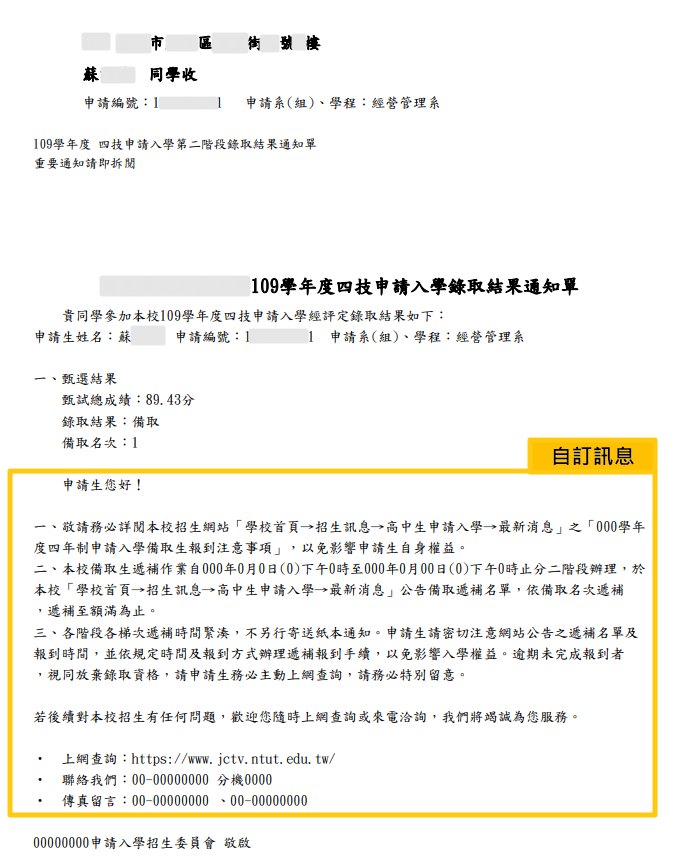 市 區 街 號 樓
蘇 同學收
申請編號：1 1 申請系(組)、學程：經營管理系
109學年度 四技申請入學第二階段錄取結果通知單
重要通知請即拆閱
109學年度四技申請入學錄取結果通知單
貴同學參加本校109學年度四技申請入學經評定錄取結果如下：
申請生姓名：蘇 申請編號：1 1 申請系(組)、學程：經營管理系
一、甄選結果
甄試總成績：89.43分
錄取結果：備取
備取名次：1
自訂訊息
申請生您好！
一、敬請務必詳閱本校招生網站「學校首頁→招生訊息→高中生申請入學→最新消息」之「000學年
度四年制申請入學備取生報到注意事項」，以免影響申請生自身權益。
二、本校備取生遞補作業自000年0月0日(0)下午0時至000年0月00日(0)下午0時止分二階段辦理，於
本校「學校首頁→招生訊息→高中生申請入學→最新消息」公告備取遞補名單，依備取名次遞補
，遞補至額滿為止。
三、各階段各梯次遞補時間緊湊，不另行寄送紙本通知。申請生請密切注意網站公告之遞補名單及
報到時間，並依規定時間及報到方式辦理遞補報到手續，以免影響入學權益。逾期未完成報到者
，視同放棄錄取資格，請申請生務必主動上網查詢，請務必特別留意。
若後續對本校招生有任何問題，歡迎您隨時上網查詢或來電洽詢，我們將竭誠為您服務。
• 上網查詢：https://www.jctv.ntut.edu.tw/
• 聯絡我們：00-00000000 分機0000
• 傳真留言：00-00000000 、00-00000000
00000000申請入學招生委員會 敬啟